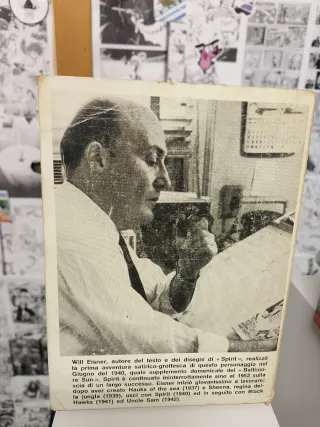 Will Eisner, autore del testo e dei disegni di « Spirit », realizzò
la prima avventura satirico-grottesca di questo personaggio nel
Giugno del 1940, quale supplemento domenicale del « Baltimo-
re Sun ». Spirit è continuato ininterrottamente sino al 1952 sulla
scia di un largo successo. Eisner iniziò giovanissimo a lavorare:
dopo aver creato Hauks of the sea (1937) e Sheena, regina del-
la jungla (1939), uscì con Spirit (1940) ed in seguito con Black
Hawks (1941) ed Uncle Sam (1942).